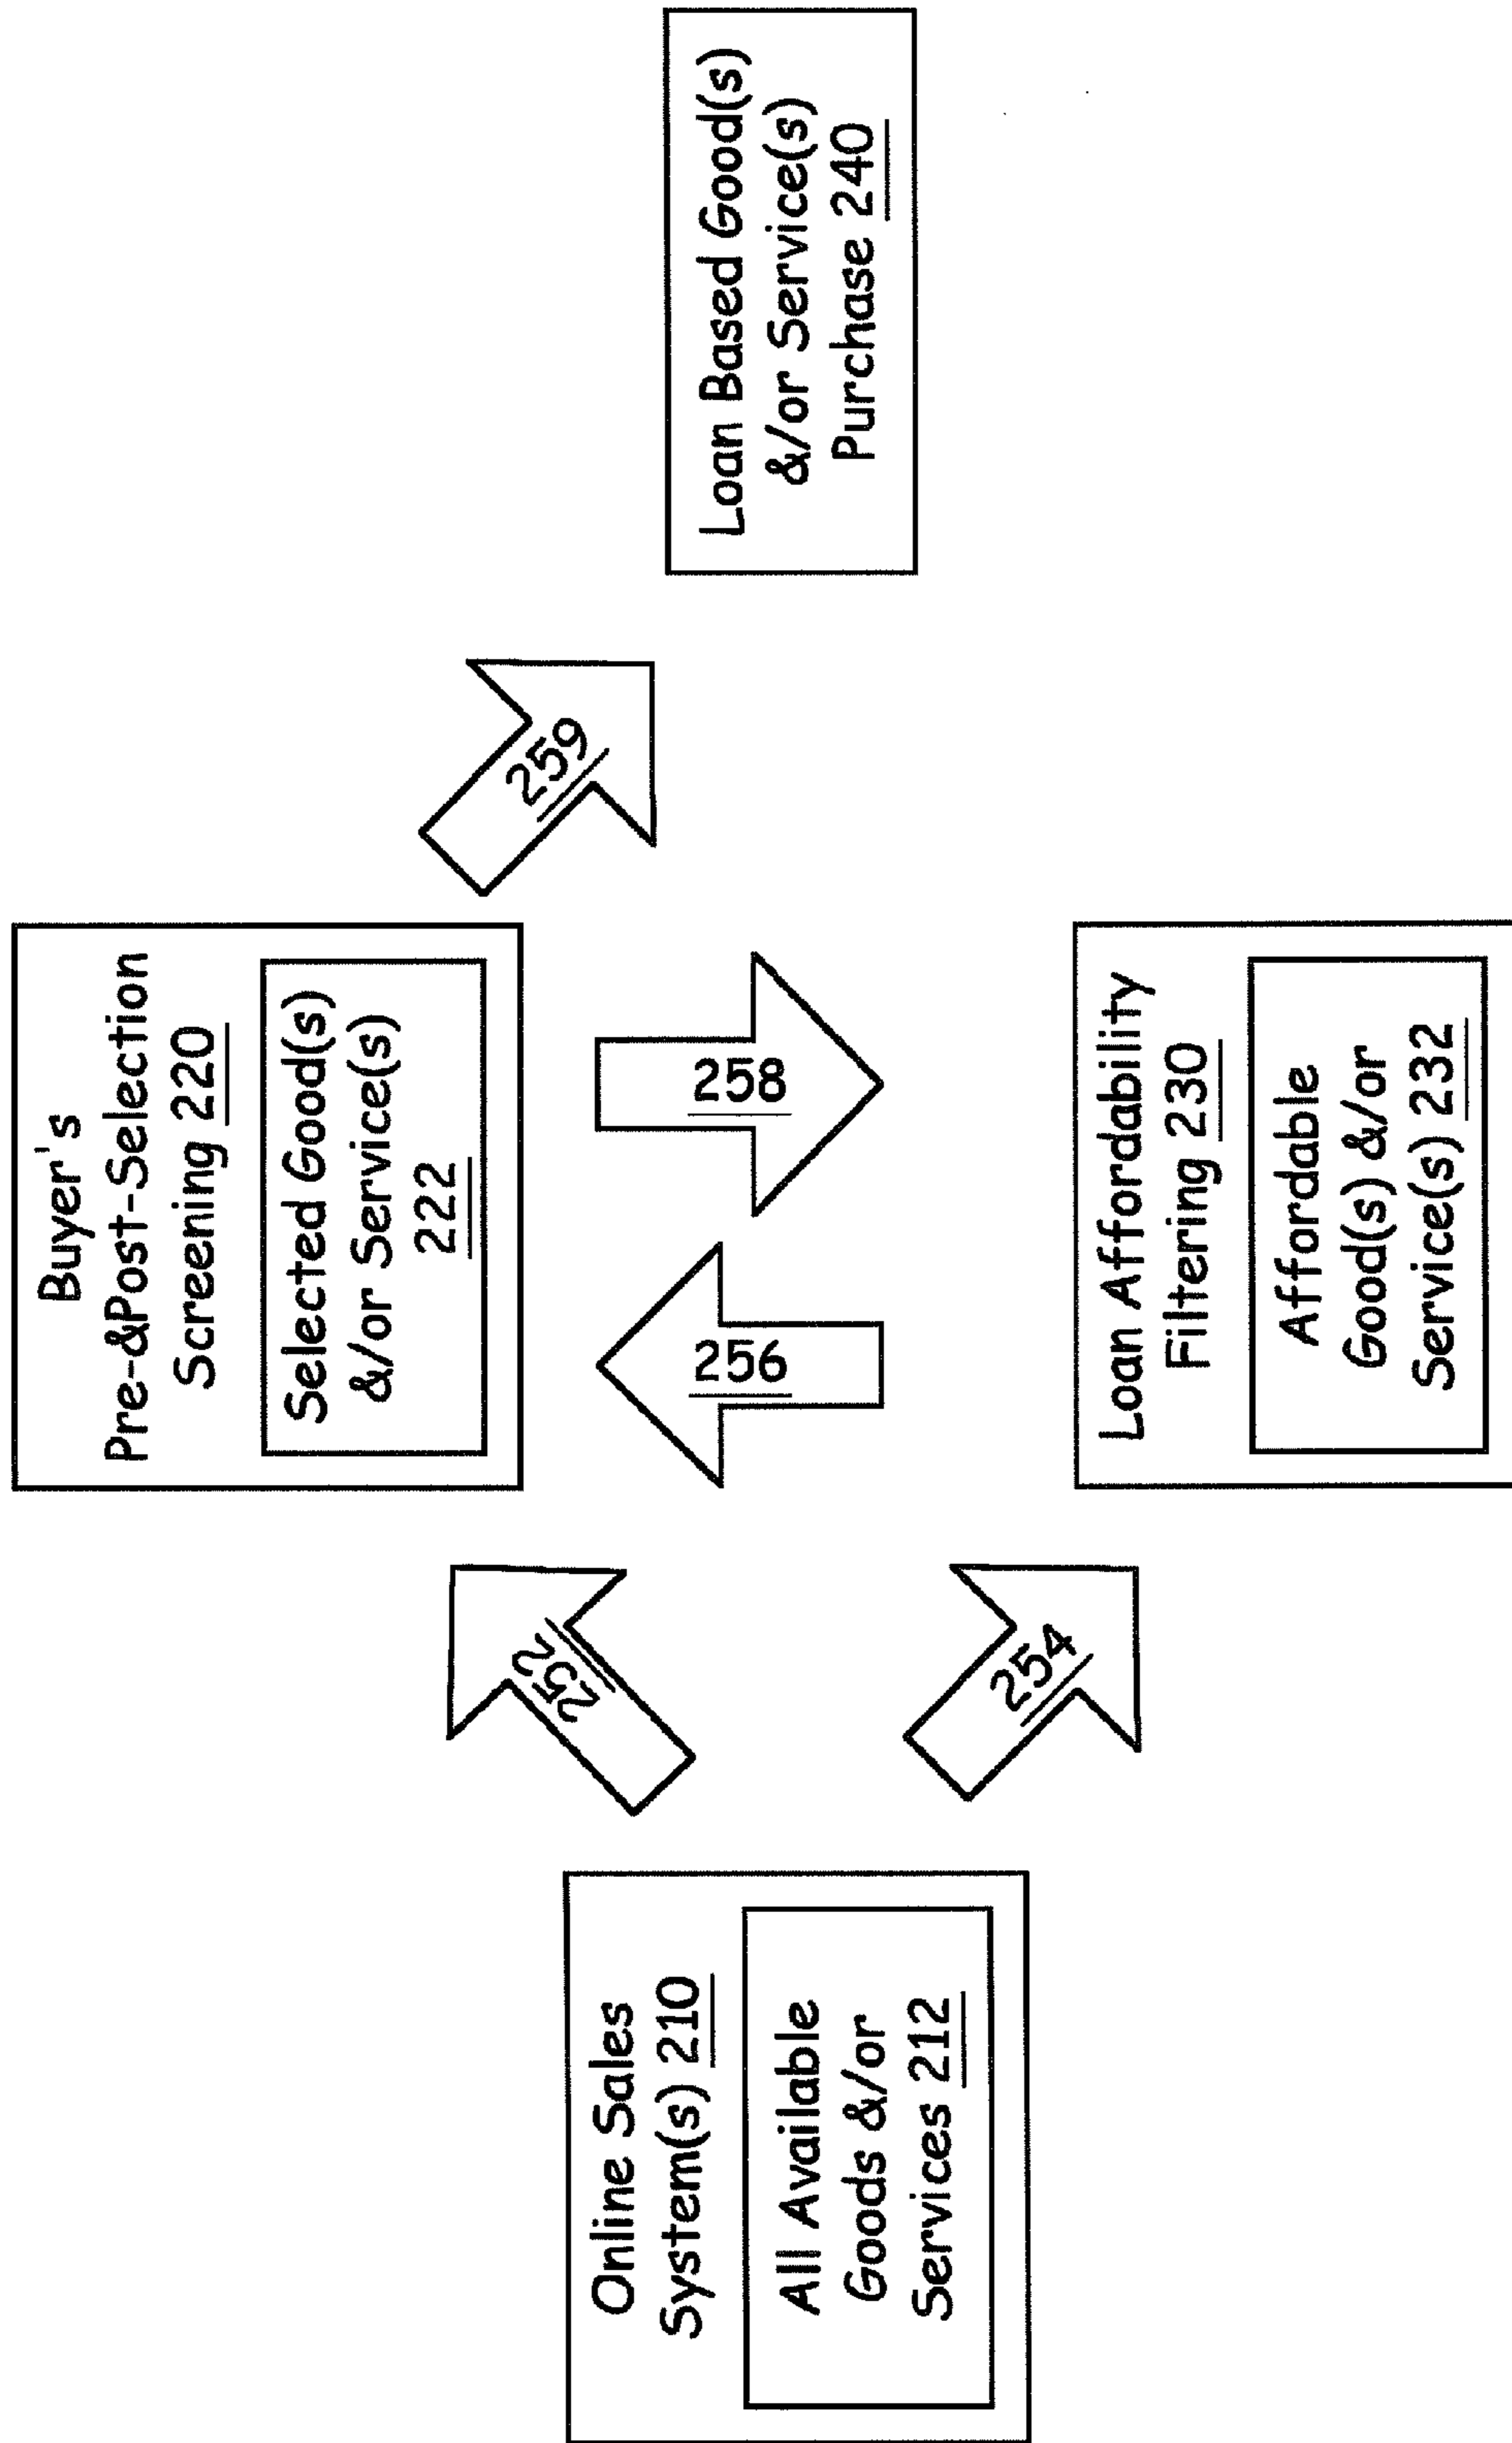 Online Sales
System(s) 210
All Available
Goods &/or
Services 212
252
254
Buyer's
Pre-&Post-Selection
Screening 220
Selected Good(s)
&/or Service(s)
222
256
258
Loan Affordability
Filtering 230
Affordable
Good(s) &/or
Service(s) 232
259
Loan Based Good(s)
&/or Service(s)
Purchase 240